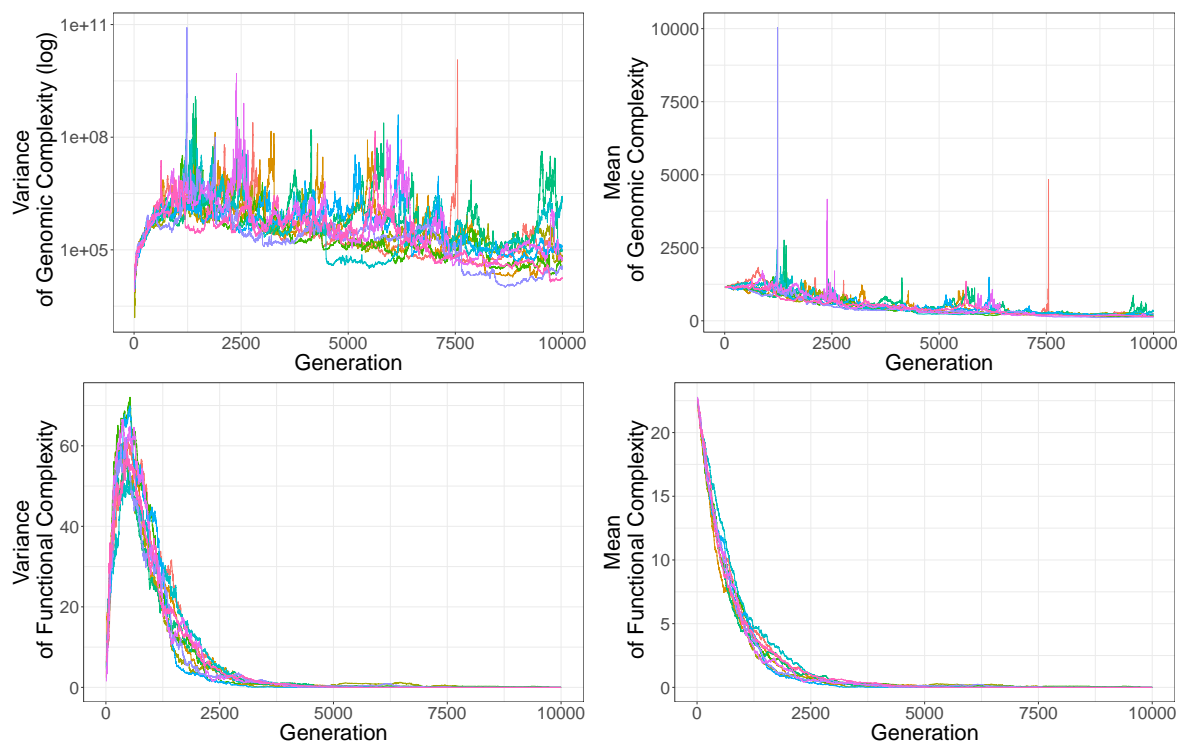 Variance
of Genomic Complexity (log)
1e+11
1e+08
1e+05
0 2500 5000 7500 10000
Generation
Mean
of Genomic Complexity
10000
7500
5000
2500
0
0 2500 5000 7500 10000
Generation
Variance
of Functional Complexity
60
40
20
0
0 2500 5000 7500 10000
Generation
Mean
of Functional Complexity
20
15
10
5
0
0 2500 5000 7500 10000
Generation